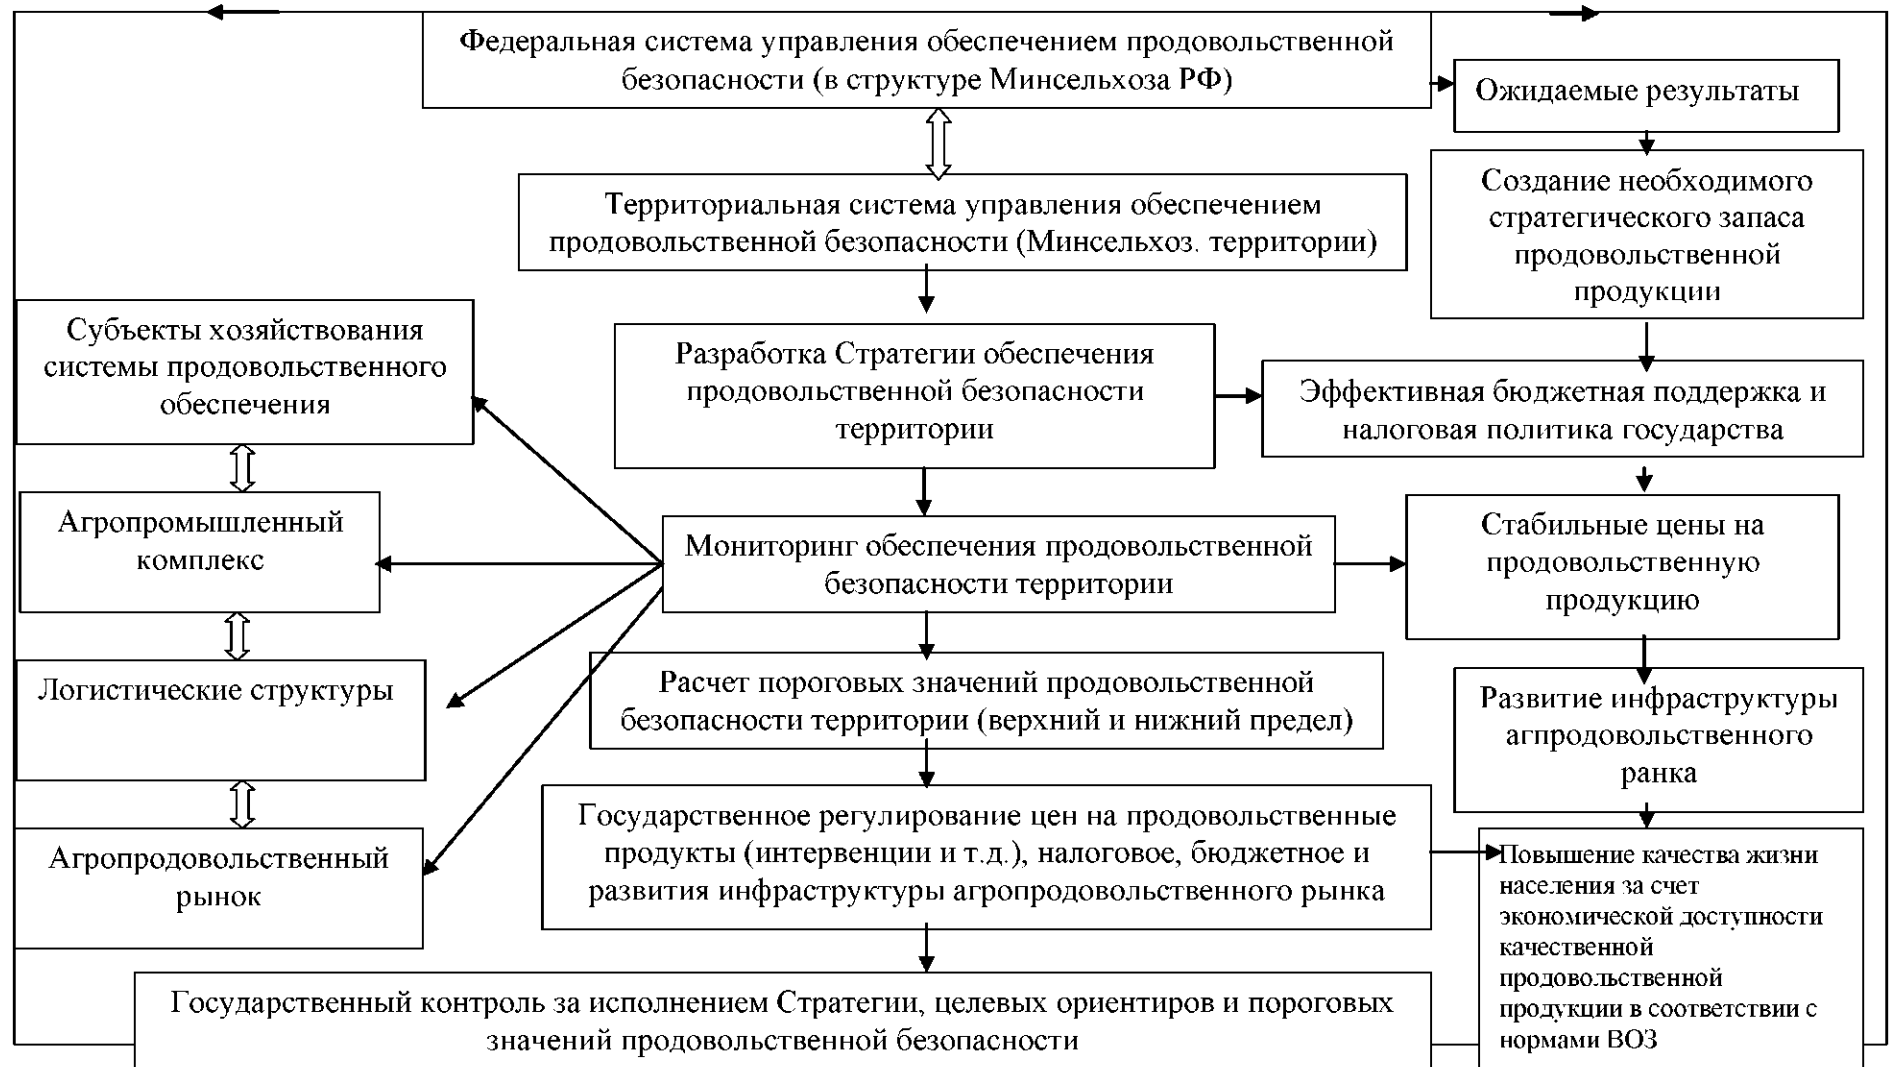 Федеральная система управления обеспечением продовольственной
безопасности (в структуре Минсельхоза РФ)
Ожидаемые результаты
Территориальная система управления обеспечением
продовольственной безопасности (Минсельхоз. территории)
Создание необходимого
стратегического запаса
продовольственной
продукции
Субъекты хозяйствования
системы продовольственного
обеспечения
Разработка Стратегии обеспечения
продовольственной безопасности
территории
Эффективная бюджетная поддержка и
налоговая политика государства
Агропромышленный
комплекс
Мониторинг обеспечения продовольственной
безопасности территории
Стабильные цены на
продовольственную
продукцию
Логистические структуры
Расчет пороговых значений продовольственной
безопасности территории (верхний и нижний предел)
Развитие инфраструктуры
агпродовольственного
ранка
Агропродовольственный
рынок
Государственное регулирование цен на продовольственные
продукты (интервенции и т.д.), налоговое, бюджетное и
развития инфраструктуры агропродовольственного рынка
Повышение качества жизни
населения за счет
экономической доступности
качественной
продовольственной
продукции в соответствии с
нормами ВОЗ
Государственный контроль за исполнением Стратегии, целевых ориентиров и пороговых
значений продовольственной безопасности